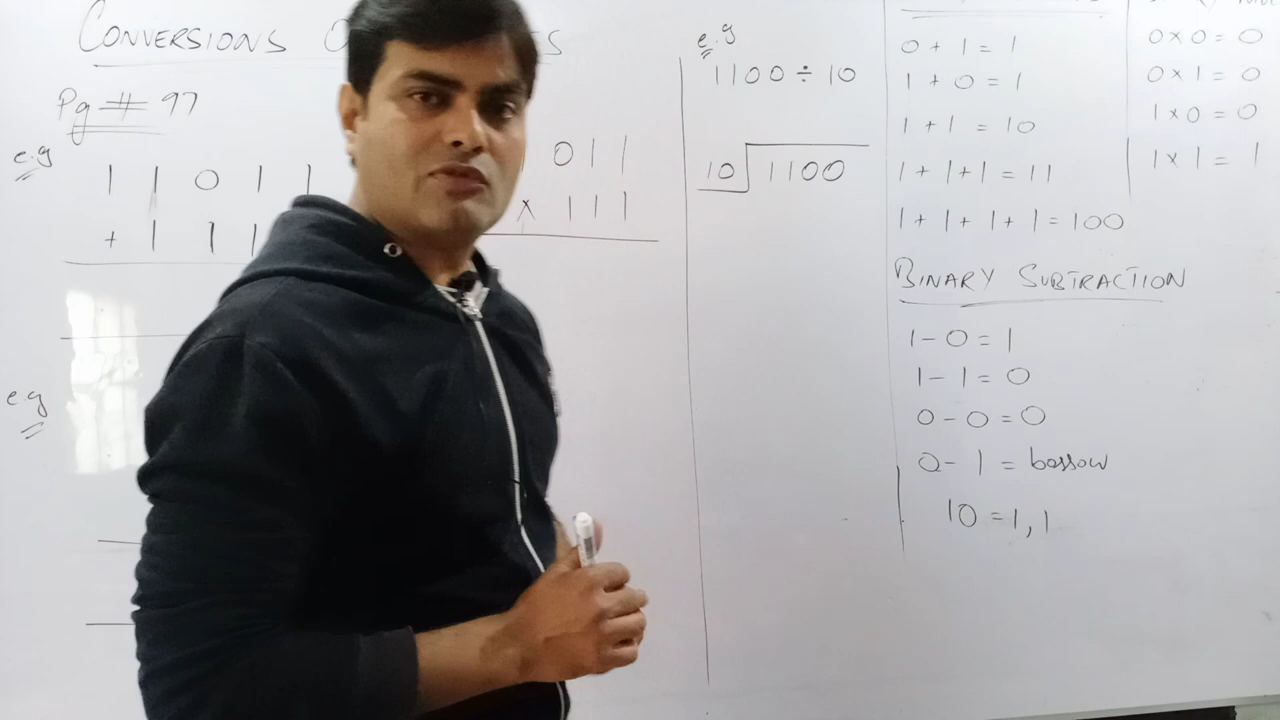 CONVERSIONS
Pg # 97
e.g
1 1 0 1 1
+ 1 1 1
e.g
0 1 1
x 1 1 1
e.g
1100 ÷ 10
10 1100
0 + 1 = 1
1 + 0 = 1
1 + 1 = 10
1 + 1 + 1 = 11
1 + 1 + 1 + 1 = 100
BINARY SUBTRACTION
1 - 0 = 1
1 - 1 = 0
0 - 0 = 0
0 - 1 = borrow
10 = 1, 1
0 x 0 = 0
0 x 1 = 0
1 x 0 = 0
1 x 1 = 1